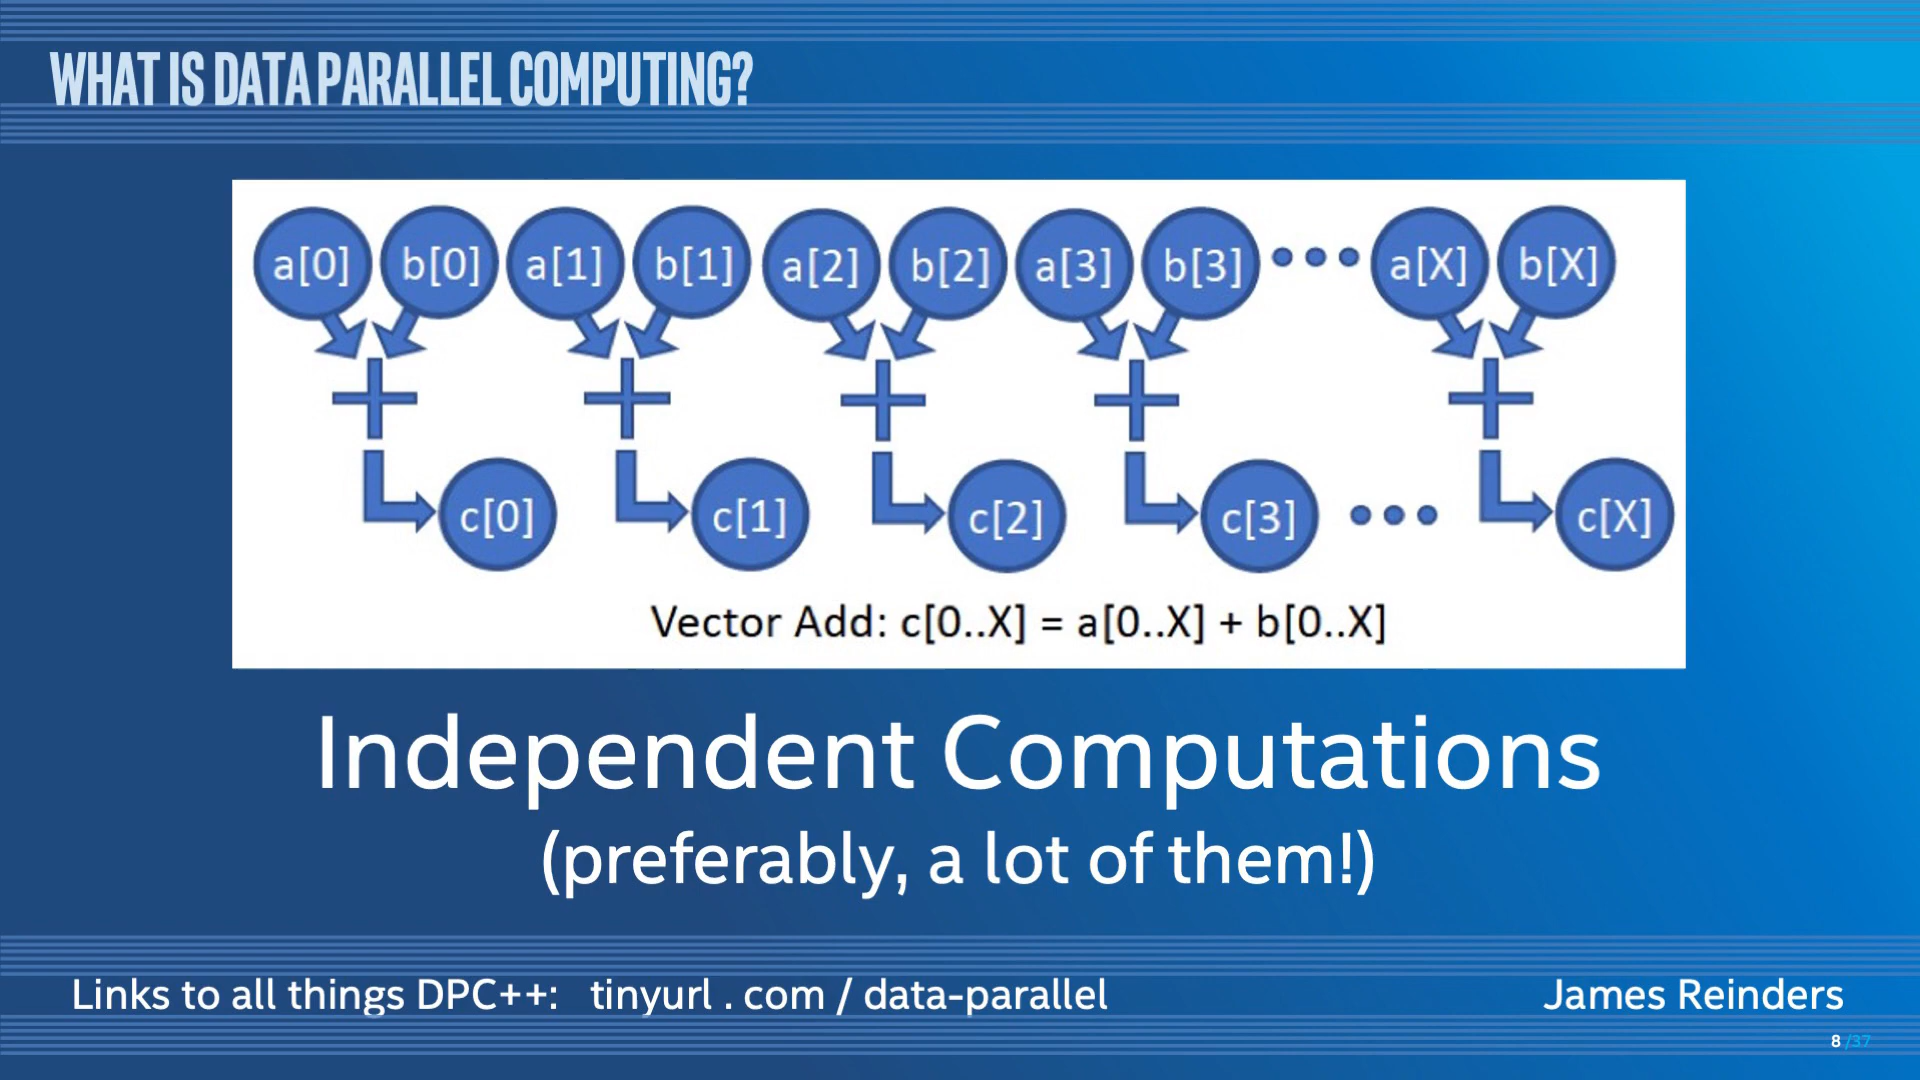 WHAT IS DATA PARALLEL COMPUTING?
a[0] b[0] a[1] b[1] a[2] b[2] a[3] b[3] ••• a[X] b[X]
+ + + + +
c[0] c[1] c[2] c[3] ••• c[X]
Vector Add: c[0..X] = a[0..X] + b[0..X]
Independent Computations
(preferably, a lot of them!)
Links to all things DPC++: tinyurl . com / data-parallel James Reinders
8 /37